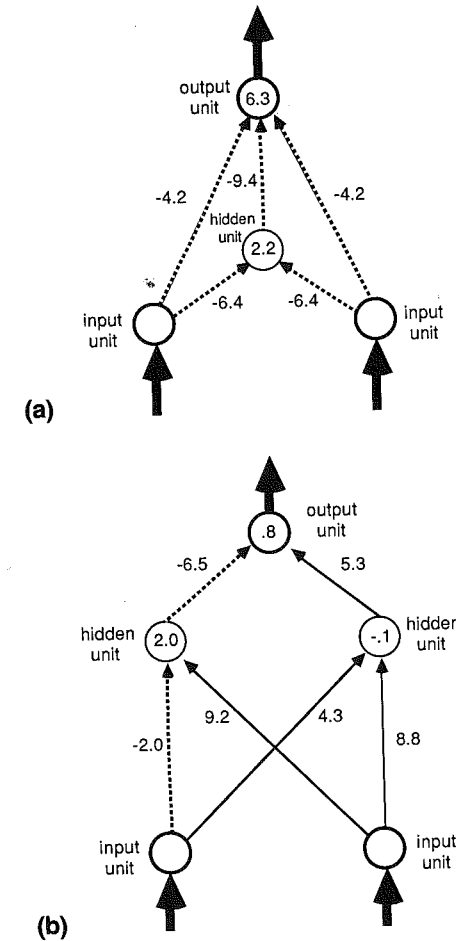 output
unit
6.3
-4.2
-9.4
-4.2
hidden
unit
2.2
-6.4
-6.4
input
unit
input
unit
(a)
output
unit
.8
-6.5
5.3
hidden
unit
2.0
-.1
hidden
unit
-2.0
9.2
4.3
8.8
input
unit
input
unit
(b)